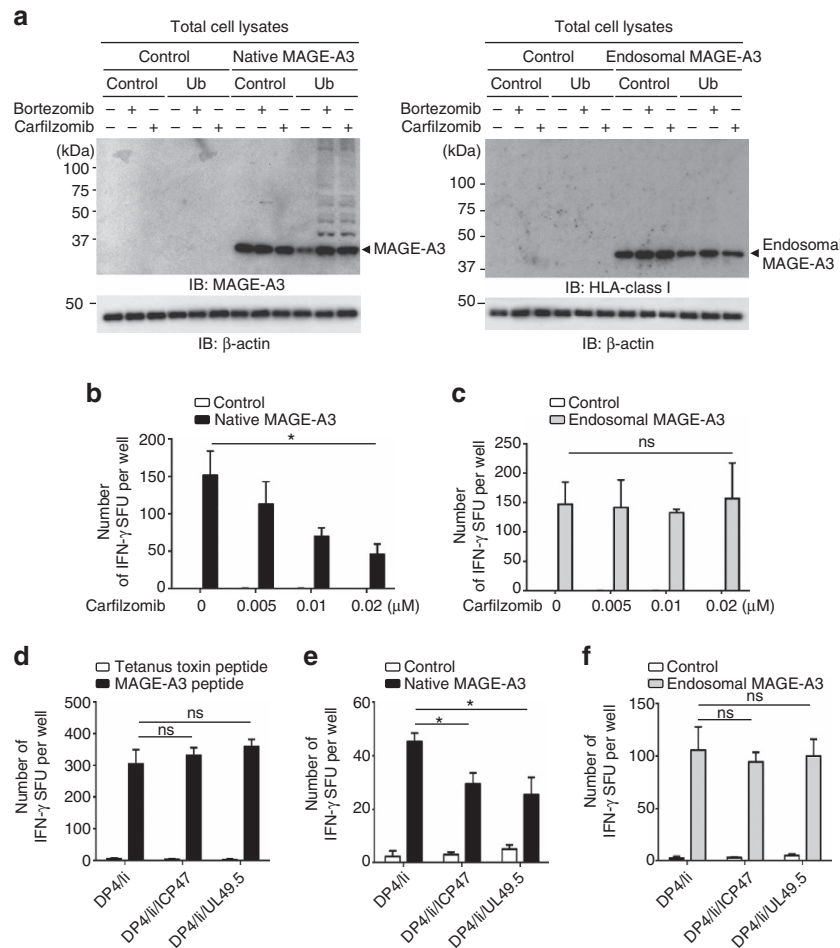 a
Total cell lysates
Control Native MAGE-A3
Control Ub Control Ub
Bortezomib – + – – + – – + – – + –
Carfilzomib – – + – – + – – + – – +
(kDa)
100
75
50
37
MAGE-A3
IB: MAGE-A3
50
IB: β-actin
Total cell lysates
Control Endosomal MAGE-A3
Control Ub Control Ub
Bortezomib – + – – + – – + – – + –
Carfilzomib – – + – – + – – + – – +
(kDa)
100
75
50
37
Endosomal
MAGE-A3
IB: HLA-class I
50
IB: β-actin
b
Control
Native MAGE-A3
Number
of IFN-γ SFU per well
200
150
100
50
0
*
Carfilzomib 0 0.005 0.01 0.02 (μM)
c
Control
Endosomal MAGE-A3
Number
of IFN-γ SFU per well
250
200
150
100
50
0
ns
Carfilzomib 0 0.005 0.01 0.02 (μM)
d
Tetanus toxin peptide
MAGE-A3 peptide
Number of
IFN-γ SFU per well
500
400
300
200
100
0
ns
ns
DP4/Ii
DP4/Ii/ICP47
DP4/Ii/UL49.5
e
Control
Native MAGE-A3
Number of
IFN-γ SFU per well
60
40
20
0
*
*
DP4/Ii
DP4/Ii/ICP47
DP4/Ii/UL49.5
f
Control
Endosomal MAGE-A3
Number of
IFN-γ SFU per well
150
100
50
0
ns
ns
DP4/Ii
DP4/Ii/ICP47
DP4/Ii/UL49.5